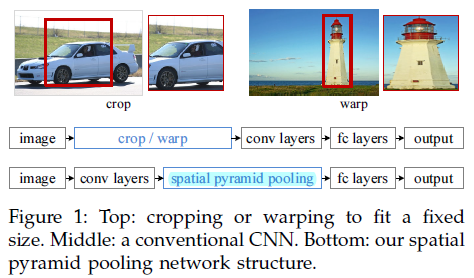 crop
warp
image crop / warp conv layers fc layers output
image conv layers spatial pyramid pooling fc layers output
Figure 1: Top: cropping or warping to fit a fixed
size. Middle: a conventional CNN. Bottom: our spatial
pyramid pooling network structure.